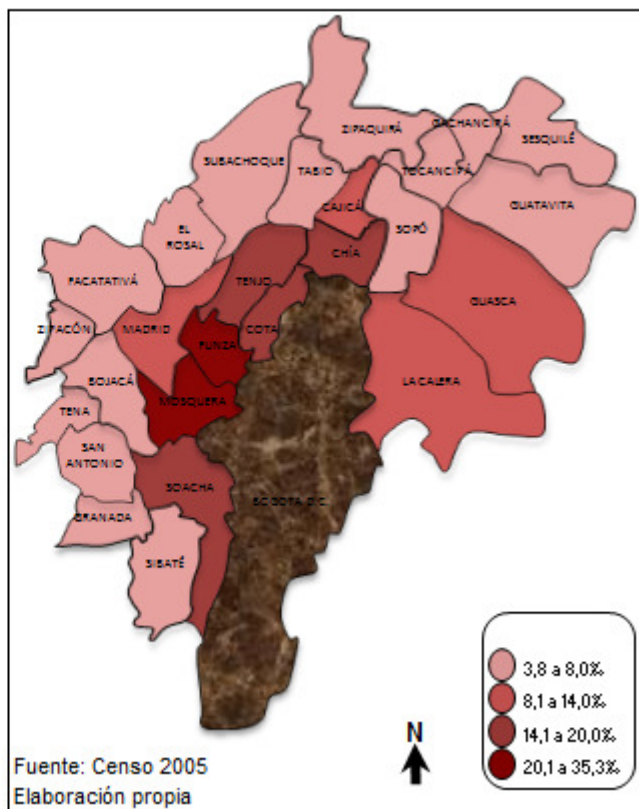 ZIPAQUIRÁ
GACHANCIPÁ
SESQUILÉ
SUBACHOQUE
TABIO
TOCANCIPÁ
CAJICÁ
GUATAVITA
EL
ROSAL
SOPÓ
CHÍA
FACATATIVÁ
TENJO
GUASCA
ZIPACÓN
MADRID
FUNZA
COTA
BOJACÁ
LA CALERA
MOSQUERA
TENA
SAN
ANTONIO
SOACHA
BOGOTA D.C.
GRANADA
SIBATÉ
3,8 a 8,0‰
8,1 a 14,0‰
14,1 a 20,0‰
20,1 a 35,3‰
N
Fuente: Censo 2005
Elaboración propia